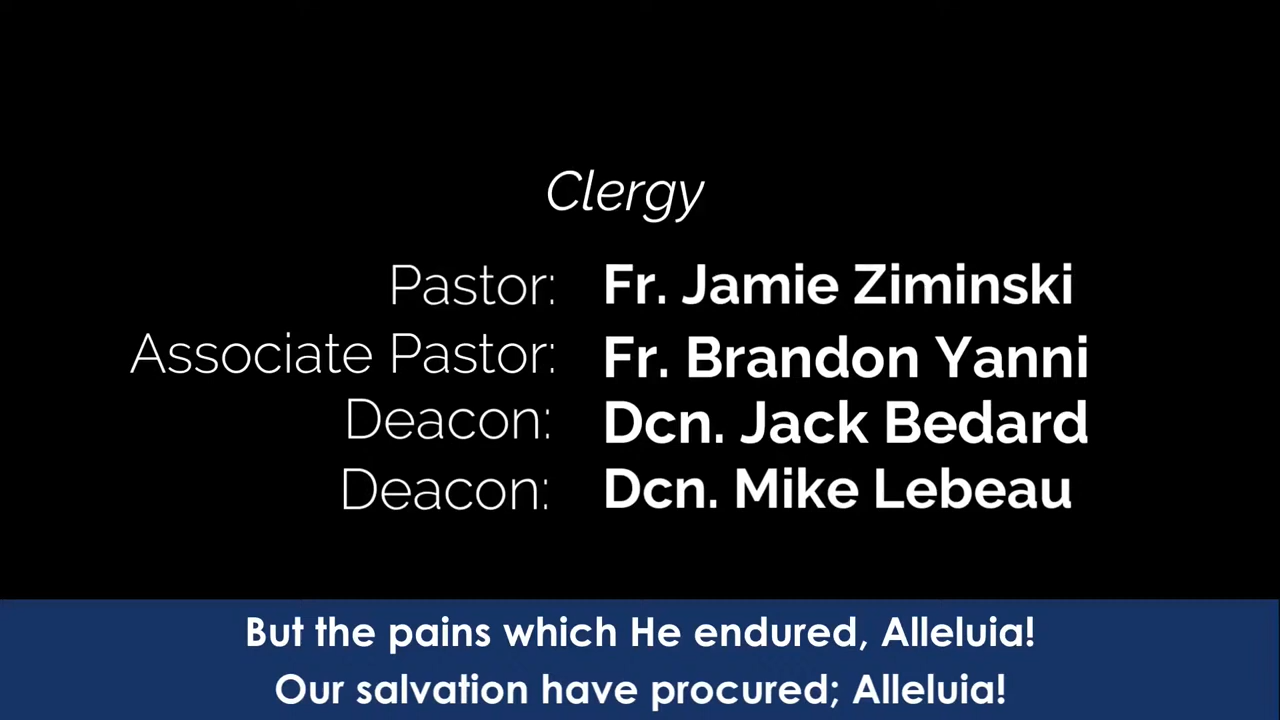 Clergy
Pastor: Fr. Jamie Ziminski
Associate Pastor: Fr. Brandon Yanni
Deacon: Dcn. Jack Bedard
Deacon: Dcn. Mike Lebeau
But the pains which He endured, Alleluia!
Our salvation have procured; Alleluia!